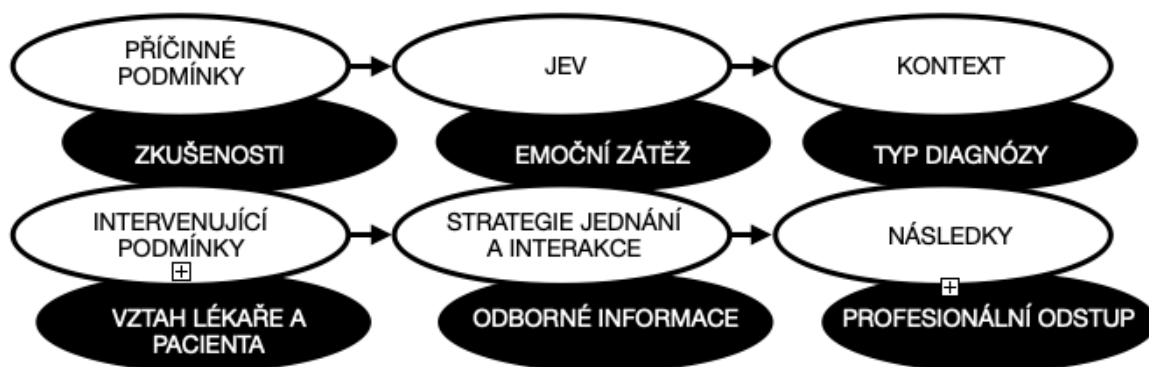 PŘÍČINNÉ
PODMÍNKY
JEV
KONTEXT
ZKUŠENOSTI
EMOČNÍ ZÁTĚŽ
TYP DIAGNÓZY
INTERVENUJÍCÍ
PODMÍNKY
STRATEGIE JEDNÁNÍ
A INTERAKCE
NÁSLEDKY
VZTAH LÉKAŘE A
PACIENTA
ODBORNÉ INFORMACE
PROFESIONÁLNÍ ODSTUP